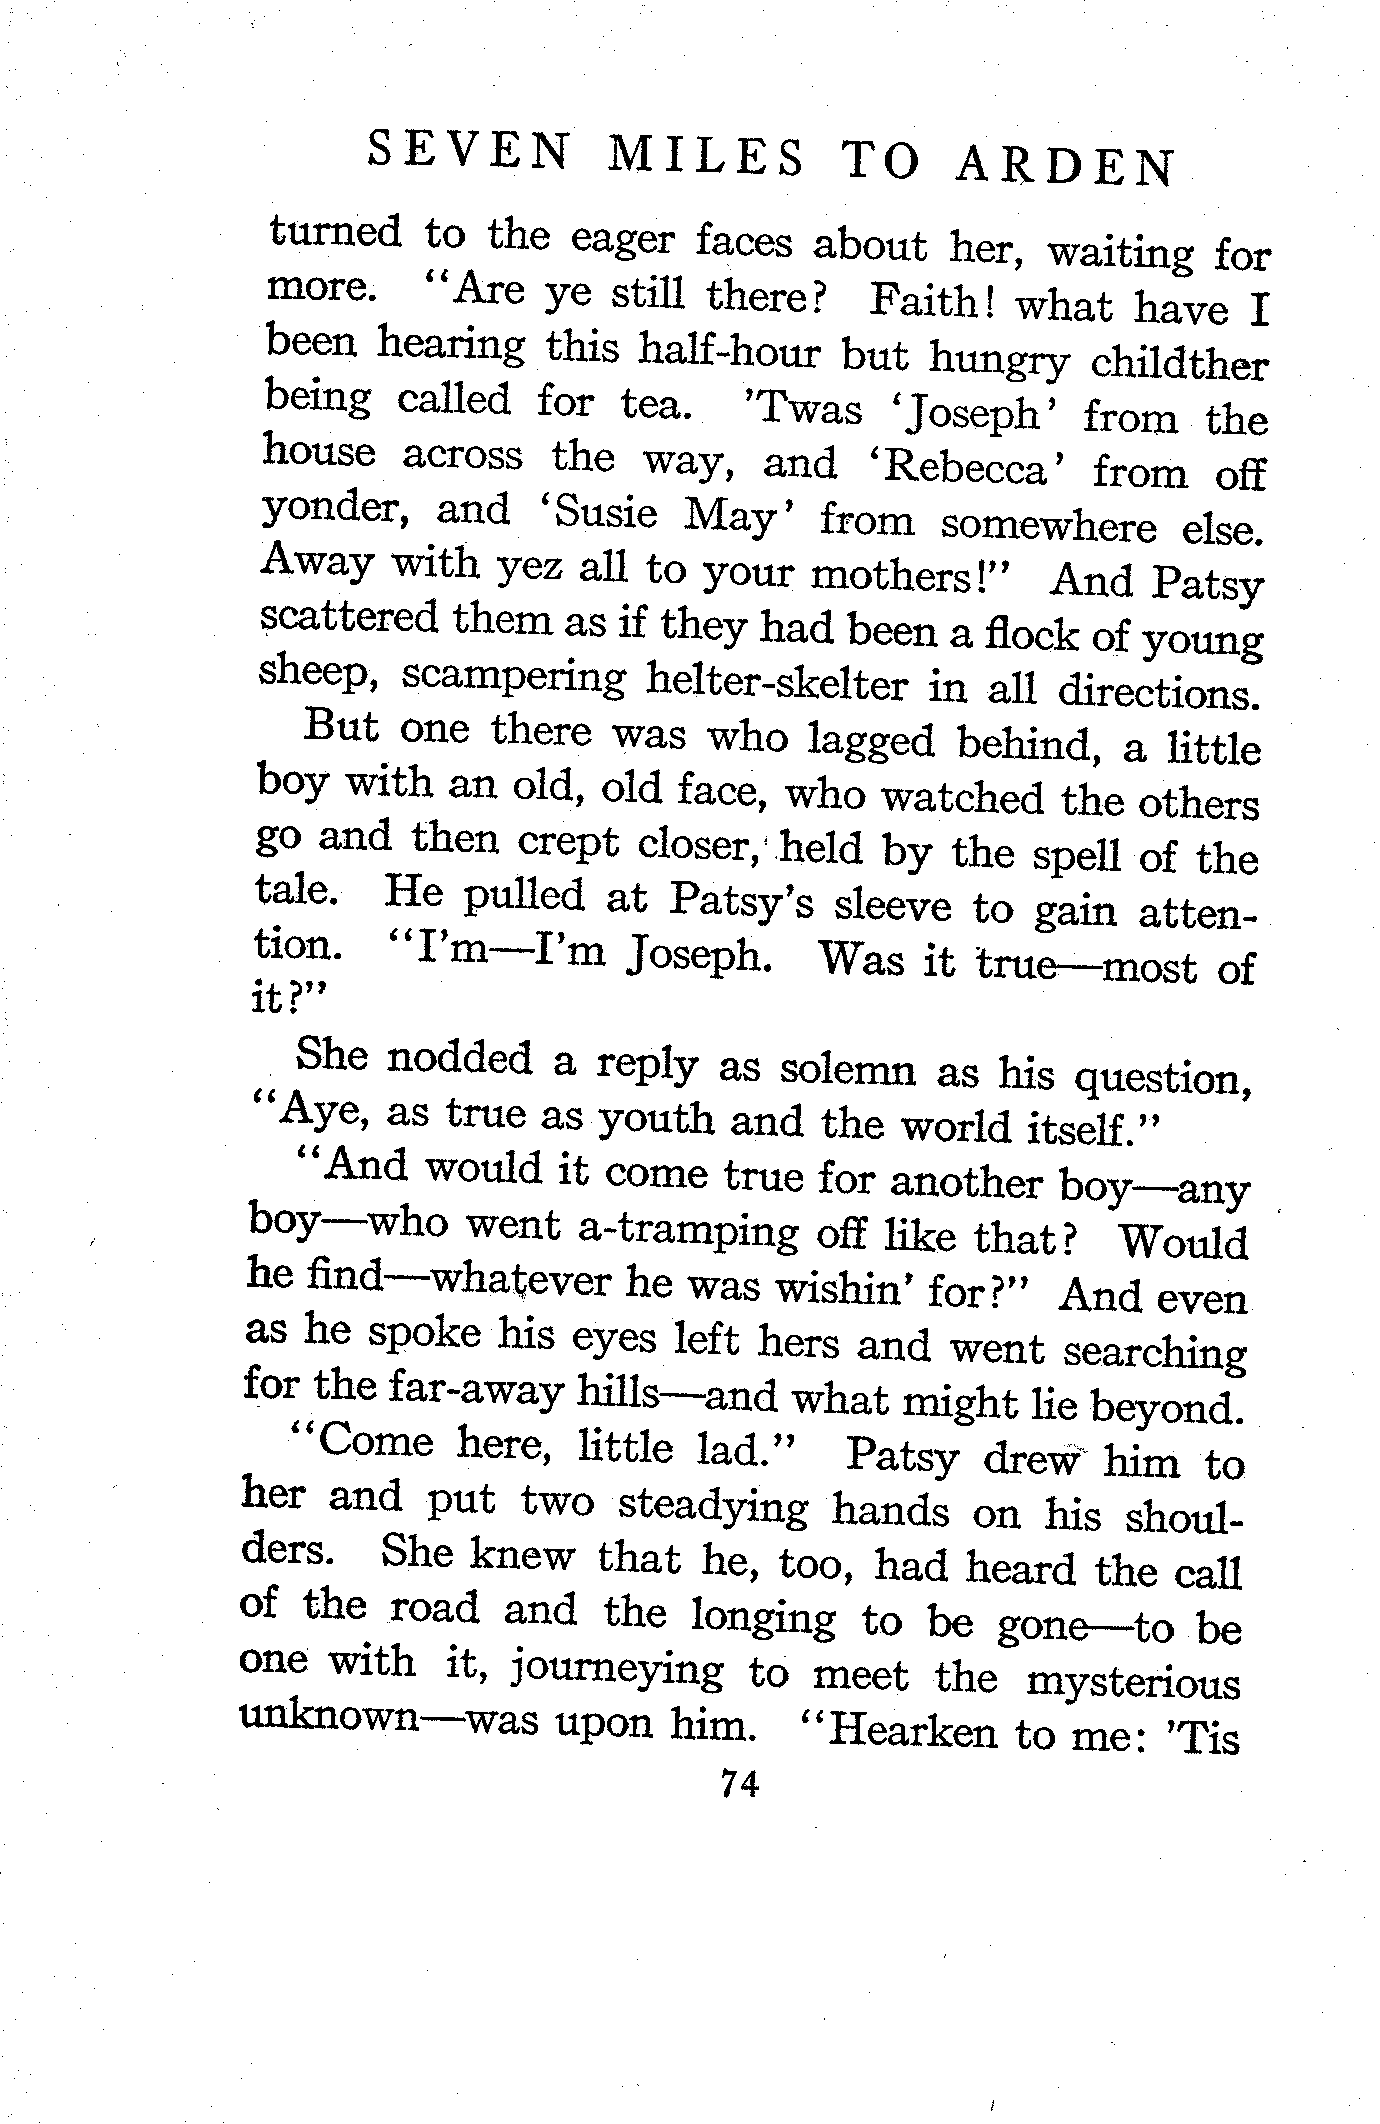 SEVEN MILES TO ARDEN
turned to the eager faces about her, waiting for
more. “Are ye still there? Faith! what have I
been hearing this half-hour but hungry childther
being called for tea. ’Twas ‘Joseph’ from the
house across the way, and ‘Rebecca’ from off
yonder, and ‘Susie May’ from somewhere else.
Away with yez all to your mothers!” And Patsy
scattered them as if they had been a flock of young
sheep, scampering helter-skelter in all directions.
But one there was who lagged behind, a little
boy with an old, old face, who watched the others
go and then crept closer, held by the spell of the
tale. He pulled at Patsy’s sleeve to gain atten-
tion. “I’m—I’m Joseph. Was it true—most of
it?”
She nodded a reply as solemn as his question,
“Aye, as true as youth and the world itself.”
“And would it come true for another boy—any
boy—who went a-tramping off like that? Would
he find—whatever he was wishin’ for?” And even
as he spoke his eyes left hers and went searching
for the far-away hills—and what might lie beyond.
“Come here, little lad.” Patsy drew him to
her and put two steadying hands on his shoul-
ders. She knew that he, too, had heard the call
of the road and the longing to be gone—to be
one with it, journeying to meet the mysterious
unknown—was upon him. “Hearken to me: ’Tis
74